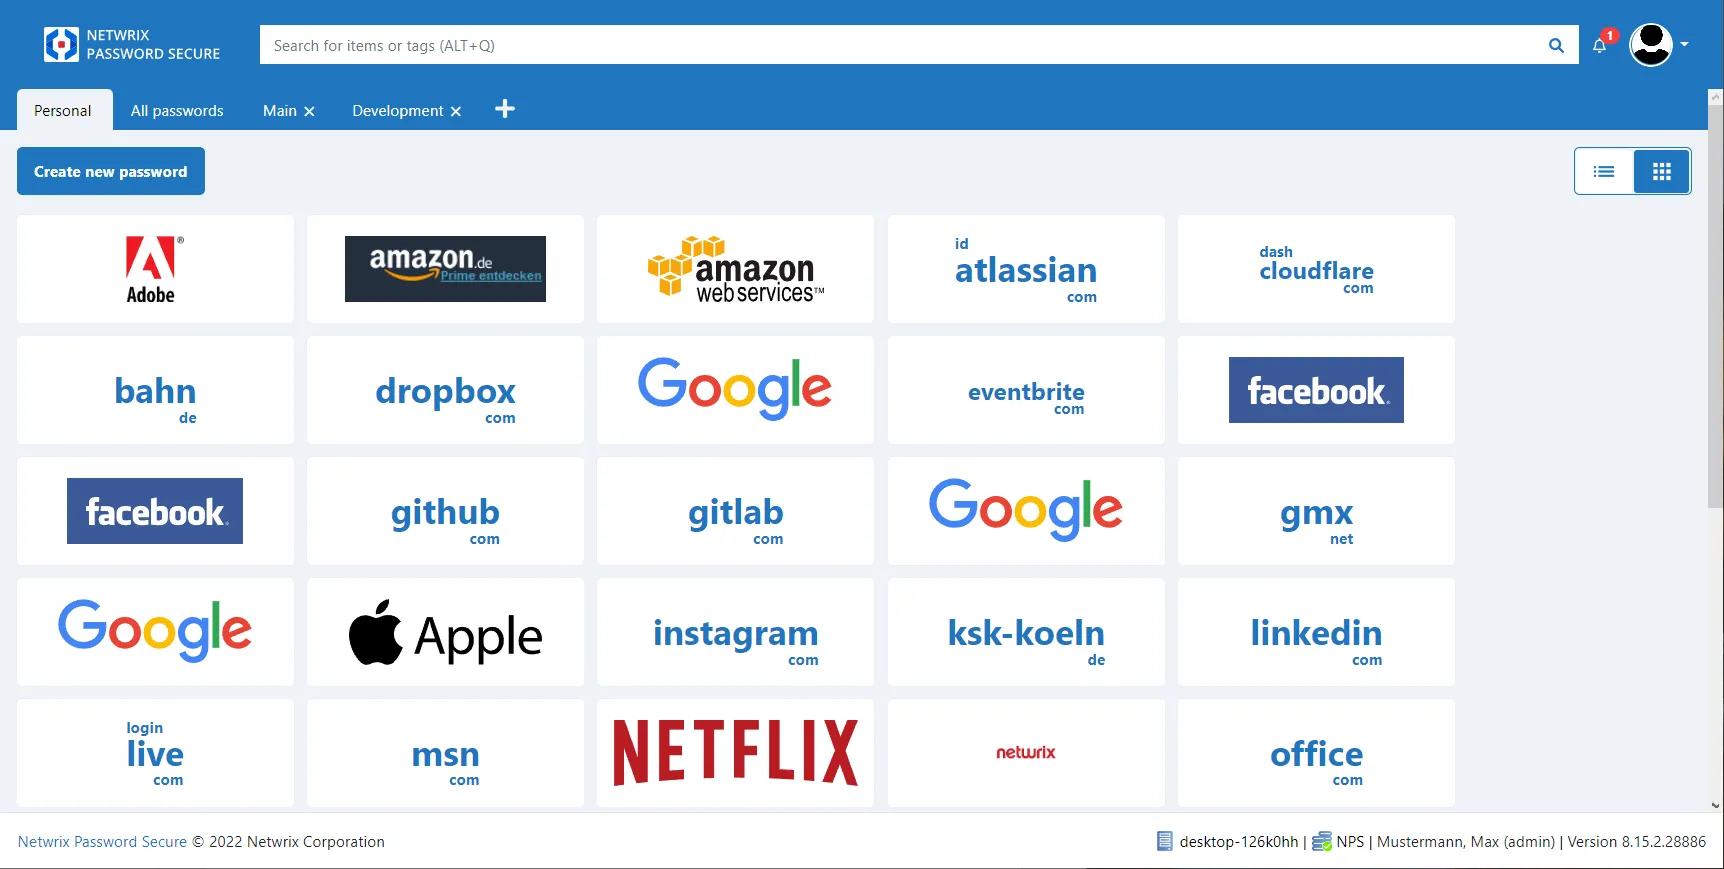 NETWRIX
PASSWORD SECURE
Search for items or tags (ALT+Q)
1
Personal
All passwords
Main
Development
Create new password
Adobe®
amazon.de
Prime entdecken
amazon
webservices™
id
atlassian
com
dash
cloudflare
com
bahn
de
dropbox
com
Google
eventbrite
com
facebook
facebook
github
com
gitlab
com
Google
gmx
net
Google
Apple
instagram
com
ksk-koeln
de
linkedin
com
login
live
com
msn
com
NETFLIX
netwrix
office
com
Netwrix Password Secure © 2022 Netwrix Corporation
desktop-126k0hh | NPS | Mustermann, Max (admin) | Version 8.15.2.28886